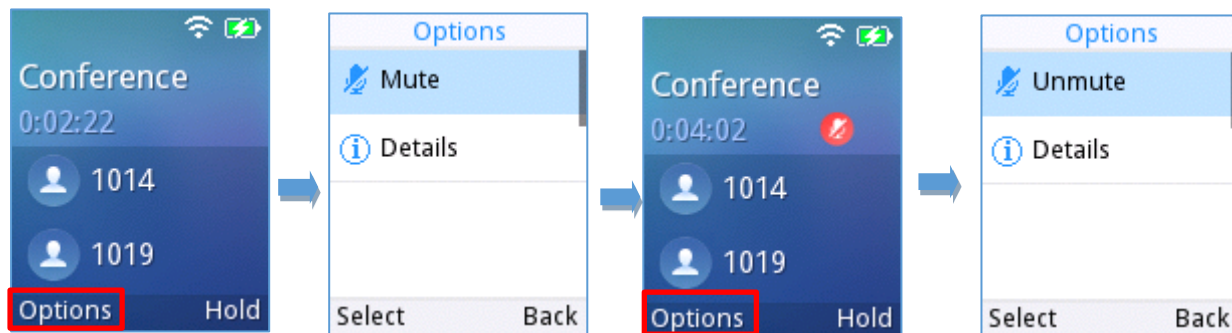 Conference
0:02:22
1014
1019
Options Hold
Options
Mute
Details
Select Back
Conference
0:04:02
1014
1019
Options Hold
Options
Unmute
Details
Select Back